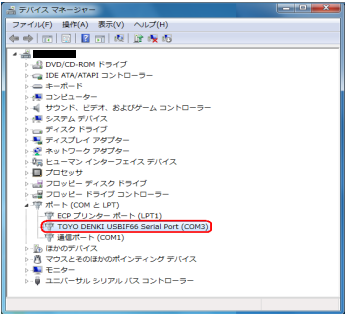 デバイス マネージャー
ファイル(F) 操作(A) 表示(V) ヘルプ(H)
DVD/CD-ROM ドライブ
IDE ATA/ATAPI コントローラー
キーボード
コンピューター
サウンド、ビデオ、およびゲーム コントローラー
システム デバイス
ディスク ドライブ
ディスプレイ アダプター
ネットワーク アダプター
ヒューマン インターフェイス デバイス
プロセッサ
フロッピー ディスク ドライブ
フロッピー ドライブ コントローラー
ポート (COM と LPT)
ECP プリンター ポート (LPT1)
TOYO DENKI USBIF66 Serial Port (COM3)
通信ポート (COM1)
ほかのデバイス
マウスとそのほかのポインティング デバイス
モニター
ユニバーサル シリアル バス コントローラー